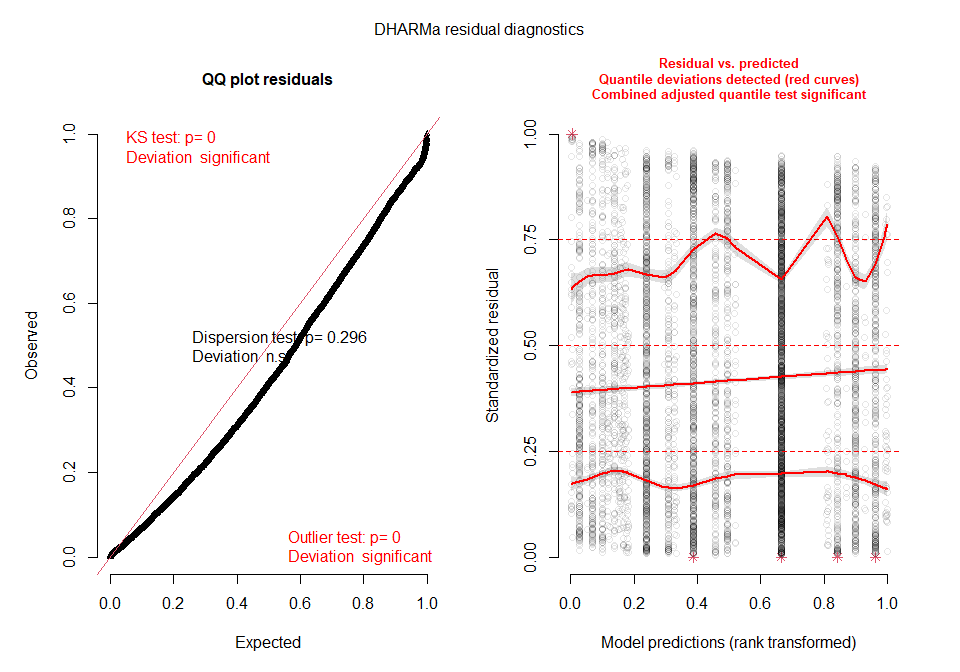 DHARMa residual diagnostics
QQ plot residuals
KS test: p= 0
Deviation significant
Dispersion test: p= 0.296
Deviation n.s.
Outlier test: p= 0
Deviation significant
Observed
0.0
0.2
0.4
0.6
0.8
1.0
0.0
0.2
0.4
0.6
0.8
1.0
Expected
Residual vs. predicted
Quantile deviations detected (red curves)
Combined adjusted quantile test significant
Standardized residual
0.00
0.25
0.50
0.75
1.00
0.0
0.2
0.4
0.6
0.8
1.0
Model predictions (rank transformed)